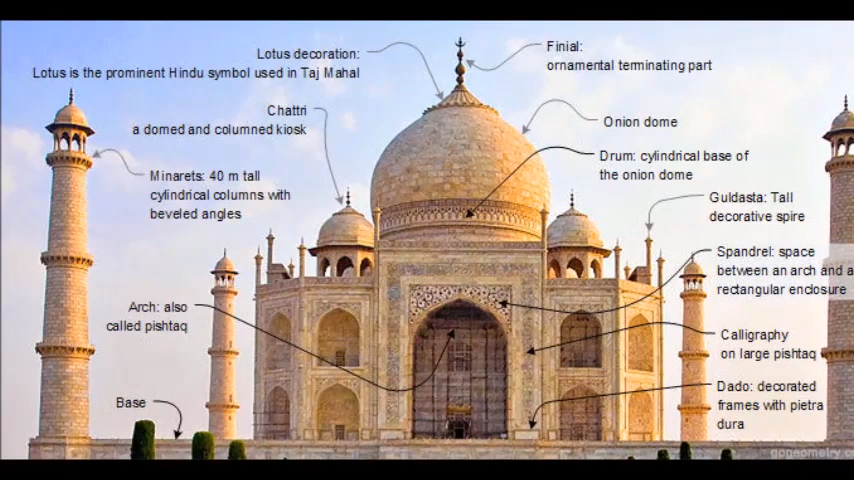 Lotus decoration:
Lotus is the prominent Hindu symbol used in Taj Mahal
Finial:
ornamental terminating part
Chattri
a domed and columned kiosk
Onion dome
Drum: cylindrical base of
the onion dome
Minarets: 40 m tall
cylindrical columns with
beveled angles
Guldasta: Tall
decorative spire
Spandrel: space
between an arch and a
rectangular enclosure
Arch: also
called pishtaq
Calligraphy
on large pishtaq
Dado: decorated
frames with pietra
dura
Base